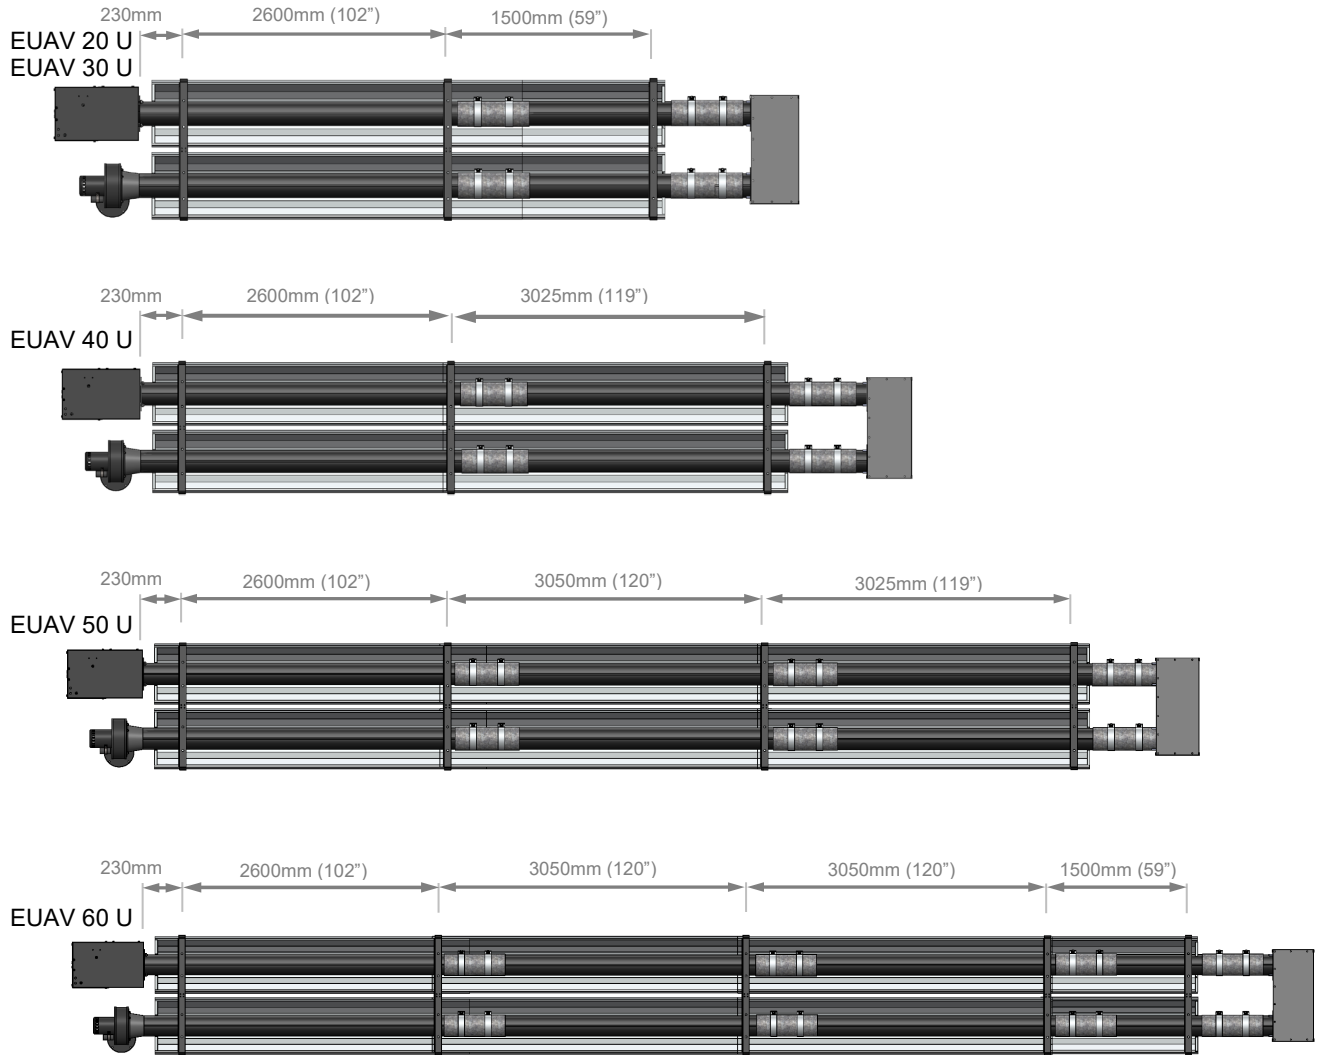 230mm 2600mm (102”) 1500mm (59”)
EUAV 20 U
EUAV 30 U
230mm 2600mm (102”) 3025mm (119”)
EUAV 40 U
230mm 2600mm (102”) 3050mm (120”) 3025mm (119”)
EUAV 50 U
230mm 2600mm (102”) 3050mm (120”) 3050mm (120”) 1500mm (59”)
EUAV 60 U